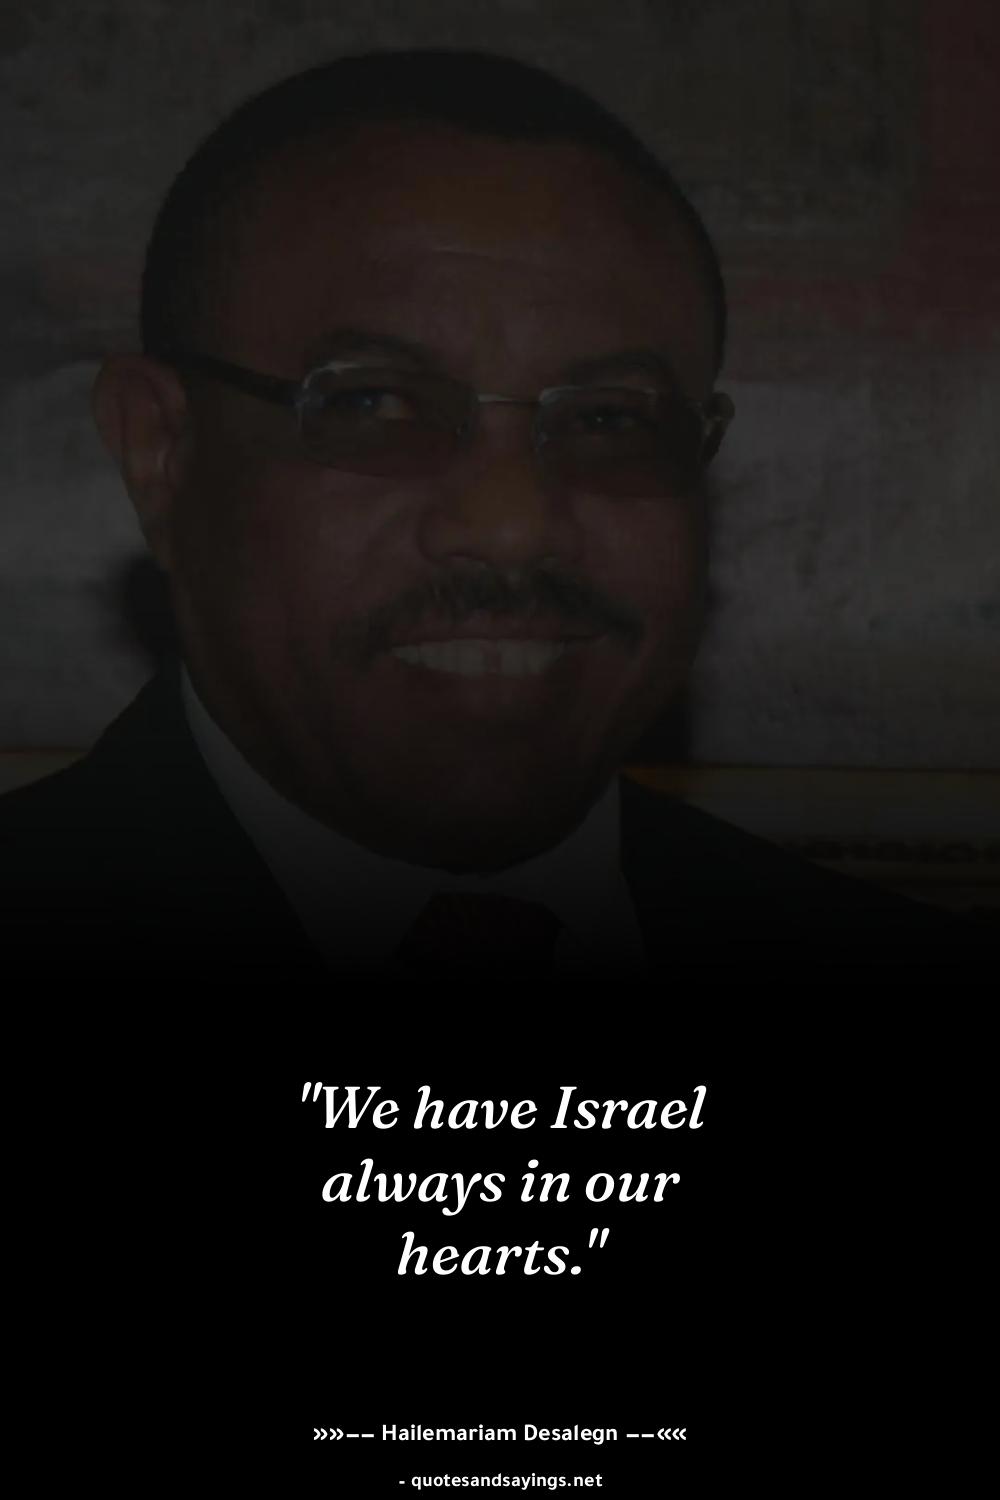 "We have Israel
always in our
hearts."
»»—— Hailemariam Desalegn ——««
- quotesandsayings.net